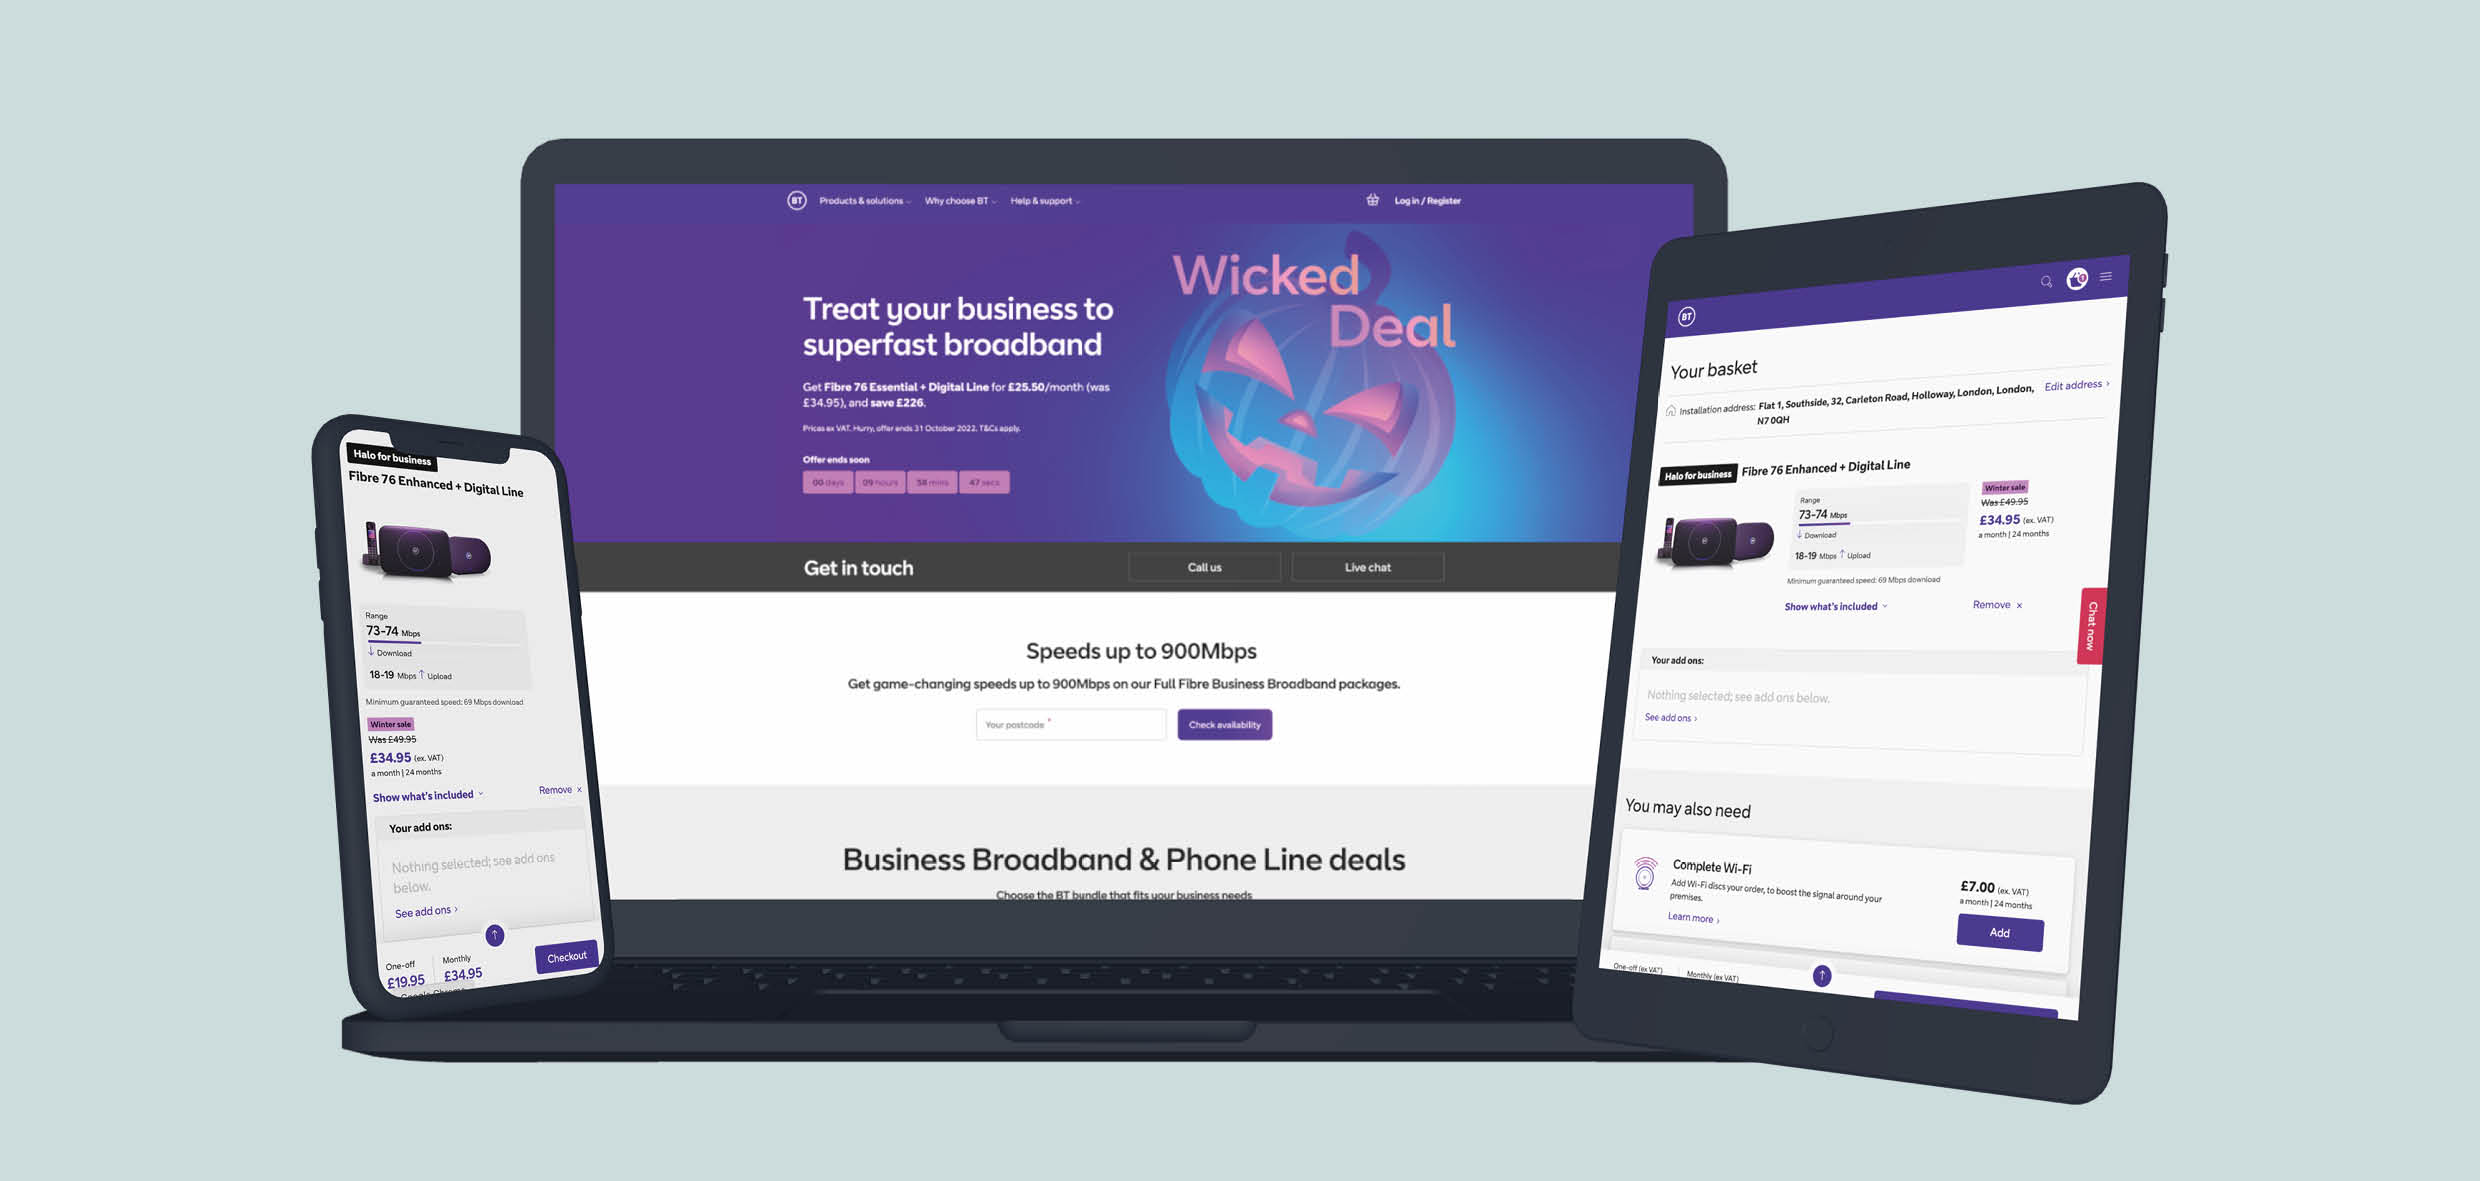 Halo for business
Fibre 76 Enhanced + Digital Line
Range
73-74 Mbps
↓ Download
18-19 Mbps ↑ Upload
Minimum guaranteed speed: 69 Mbps download
Winter sale
Was £49.95
£34.95 (ex. VAT)
a month | 24 months
Show what's included
Remove ×
Your add ons:
Nothing selected; see add ons
below.
See add ons ›
↑
One-off
£19.95
Monthly
£34.95
Checkout
Google Chrome
BT
Products & solutions
Why choose BT
Help & support
Log in / Register
Wicked
Deal
Treat your business to
superfast broadband
Get Fibre 76 Essential + Digital Line for £25.50/month (was
£34.95), and save £226.
Prices ex VAT. Hurry, offer ends 31 October 2022. T&Cs apply.
Offer ends soon
00 days 09 hours 58 mins 47 secs
Get in touch
Call us
Live chat
Speeds up to 900Mbps
Get game-changing speeds up to 900Mbps on our Full Fibre Business Broadband packages.
Your postcode *
Check availability
Business Broadband & Phone Line deals
Choose the BT bundle that fits your business needs
1
BT
Your basket
Installation address: Flat 1, Southside, 32, Carleton Road, Holloway, London, London,
N7 0QH
Edit address ›
Halo for business
Fibre 76 Enhanced + Digital Line
Range
73-74 Mbps
↓ Download
18-19 Mbps ↑ Upload
Minimum guaranteed speed: 69 Mbps download
Winter sale
Was £49.95
£34.95 (ex. VAT)
a month | 24 months
Show what's included
Remove ×
Chat now
Your add ons:
Nothing selected; see add ons below.
See add ons ›
You may also need
Complete Wi-Fi
Add Wi-Fi discs your order, to boost the signal around your
premises.
Learn more ›
£7.00 (ex. VAT)
a month | 24 months
Add
One-off (ex VAT)
Monthly (ex VAT)
↑